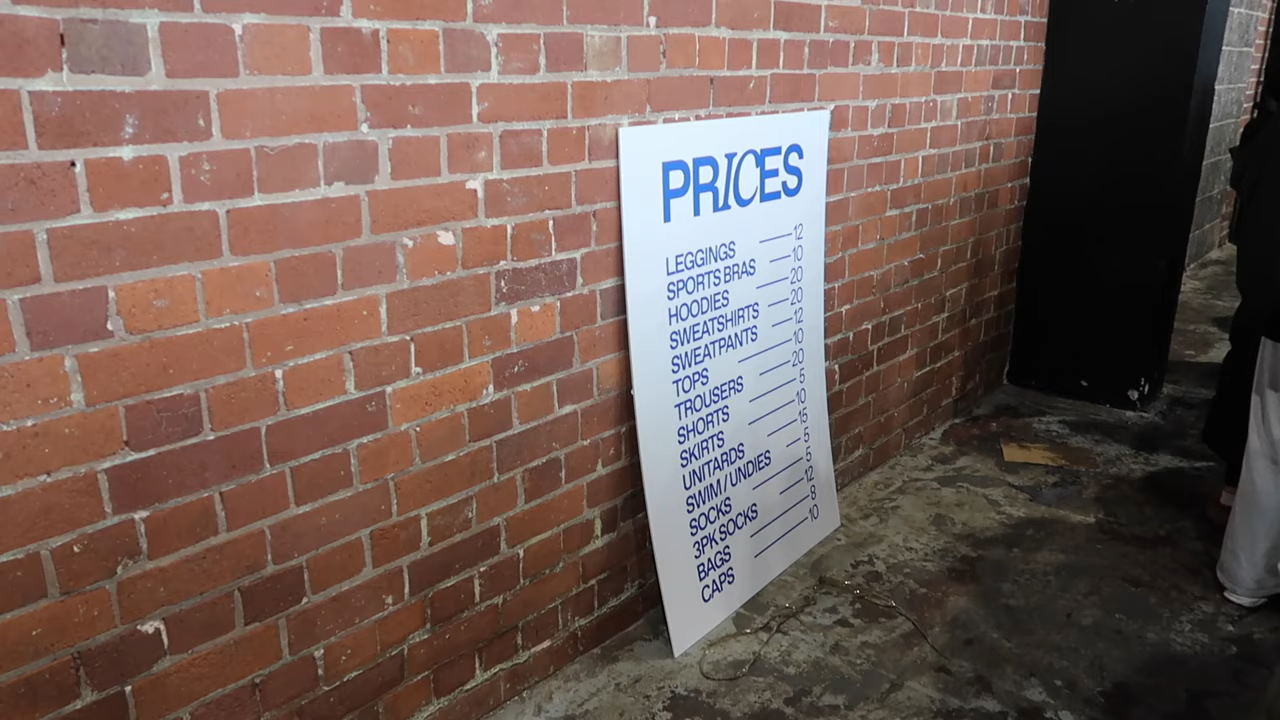 PRICES
LEGGINGS 12
SPORTS BRAS 10
HOODIES 20
SWEATSHIRTS 20
SWEATPANTS 12
TOPS 10
TROUSERS 20
SHORTS 5
SKIRTS 10
UNITARDS 15
SWIM / UNDIES 5
SOCKS 5
3PK SOCKS 12
BAGS 8
CAPS 10